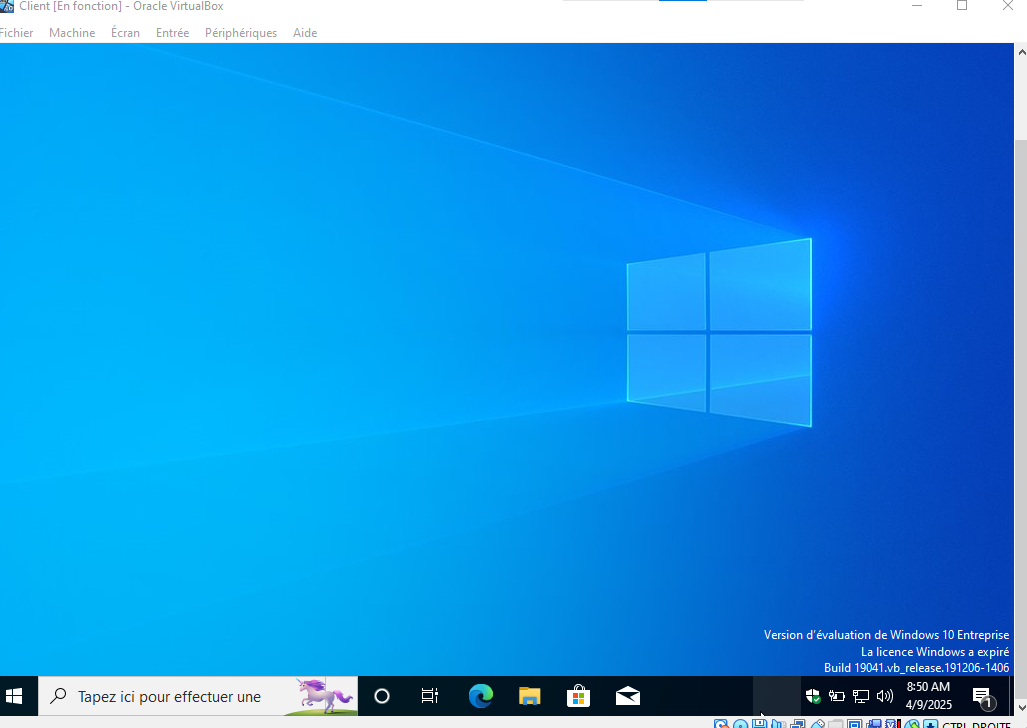 Client [En fonction] - Oracle VirtualBox
Fichier Machine Écran Entrée Périphériques Aide
Version d'évaluation de Windows 10 Entreprise
La licence Windows a expiré
Build 19041.vb_release.191206-1406
Tapez ici pour effectuer une
8:50 AM
4/9/2025
1
CTRL DROITE